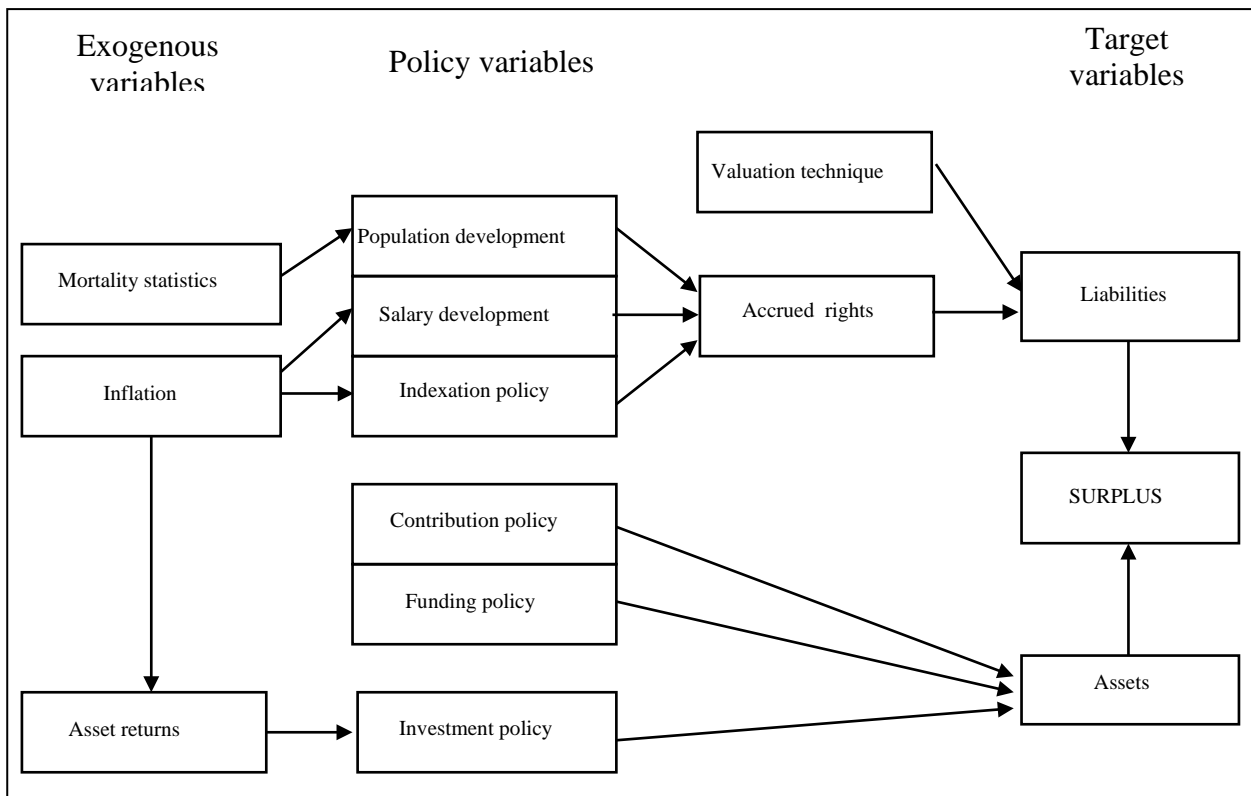 Exogenous
variables
Policy variables
Target
variables
Valuation technique
Population development
Mortality statistics
Salary development
Accrued rights
Liabilities
Inflation
Indexation policy
Contribution policy
SURPLUS
Funding policy
Assets
Asset returns
Investment policy